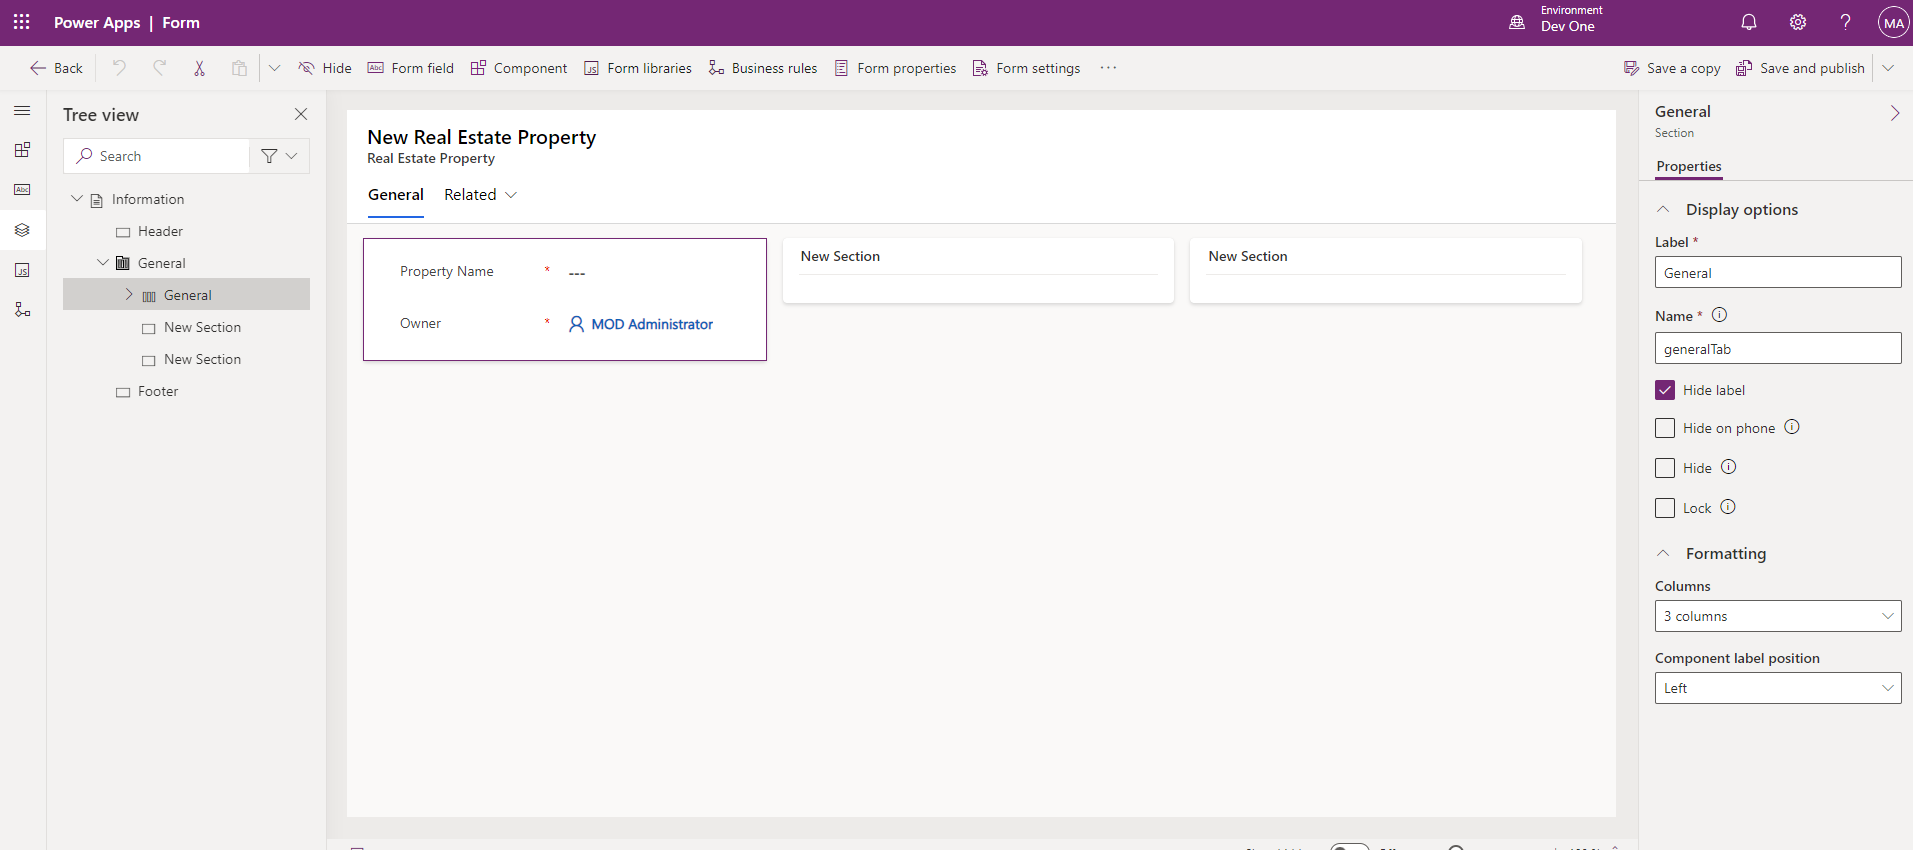 Power Apps | Form
Environment
Dev One
MA
Back
Hide
Abc Form field
Component
JS Form libraries
Business rules
Form properties
Form settings
...
Save a copy
Save and publish
Tree view
Search
Abc
JS
Information
Header
General
General
New Section
New Section
Footer
New Real Estate Property
Real Estate Property
General
Related
Property Name * ---
Owner * MOD Administrator
New Section
New Section
General
Section
Properties
Display options
Label *
General
Name *
generalTab
Hide label
Hide on phone
Hide
Lock
Formatting
Columns
3 columns
Component label position
Left